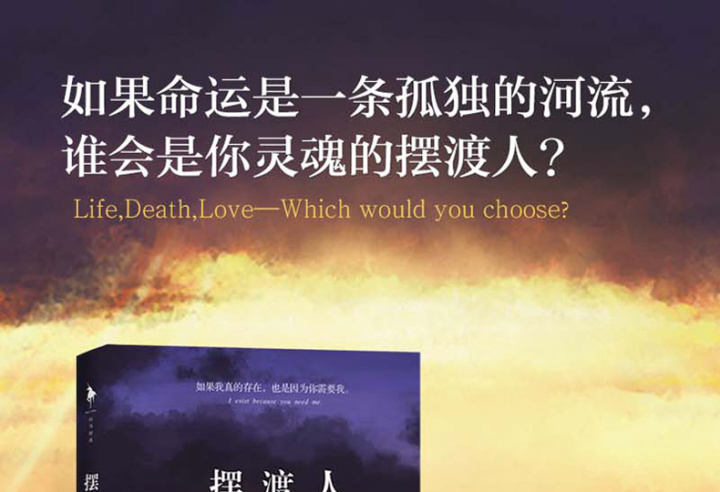 如果命运是一条孤独的河流，
谁会是你灵魂的摆渡人？
Life,Death,Love—Which would you choose?
如果我真的存在，也是因为你需要我。
I exist because you need me.
摆渡人
摆